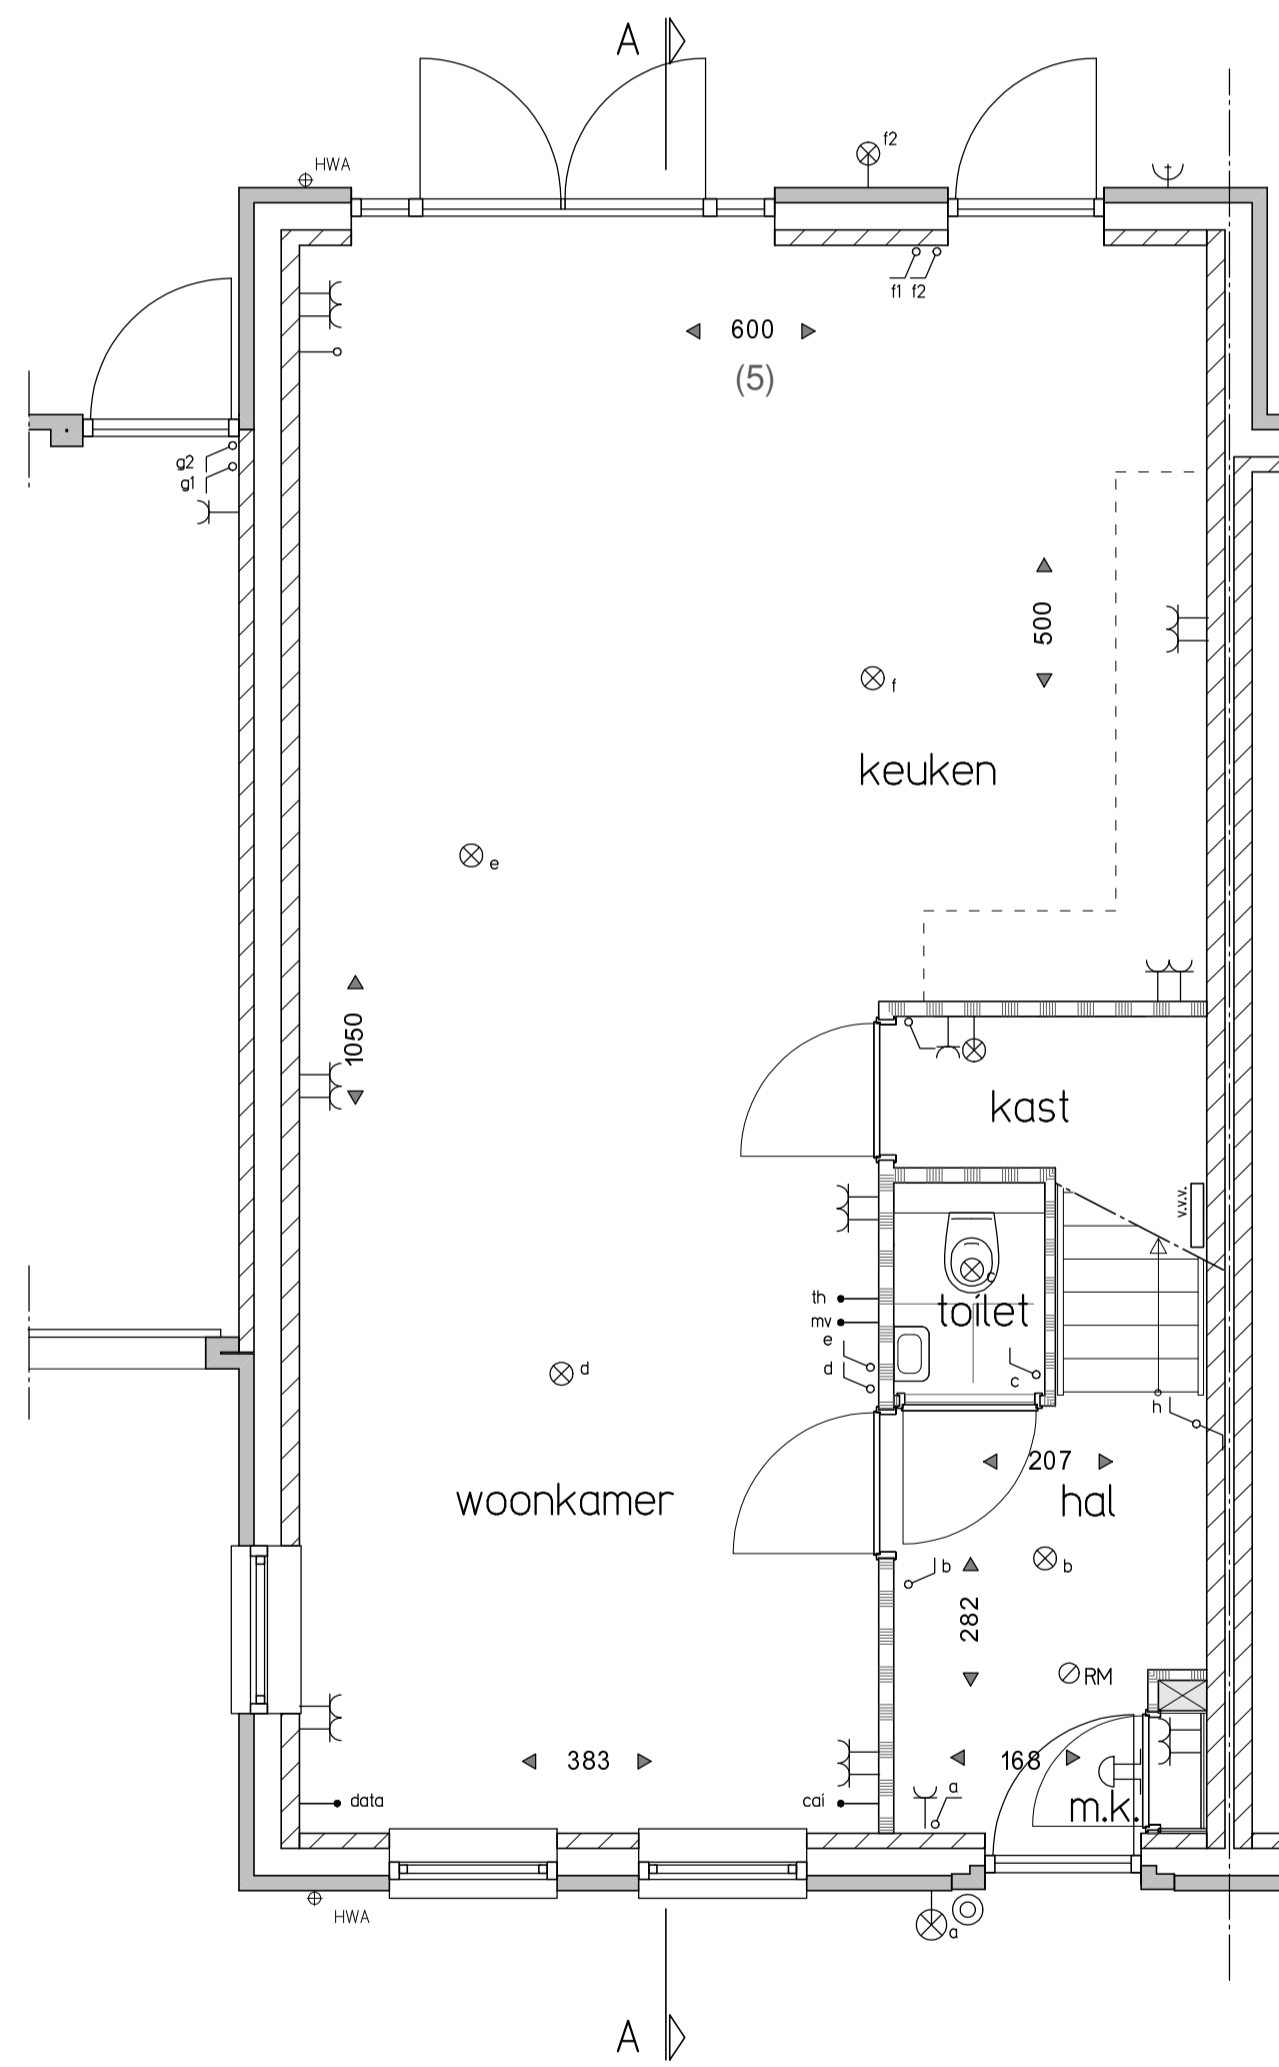 A
HWA
f2
f1 f2
600
(5)
g2
g1
500
f
keuken
e
1050
kast
v.v.v.
c
th
mv
toilet
e
d
d
c
h
207
woonkamer
hal
b
b
282
RM
383
168
data
cai
a
m.k.
HWA
a
A